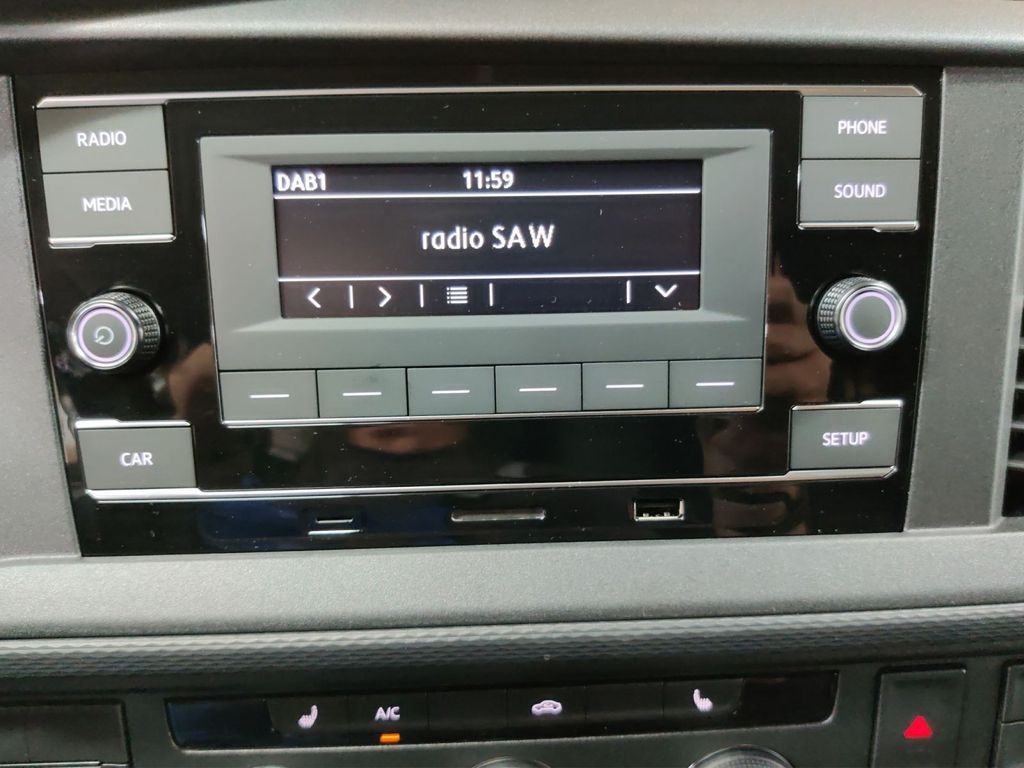 RADIO
MEDIA
DAB1 11:59
radio SAW
PHONE
SOUND
CAR
SETUP
A/C